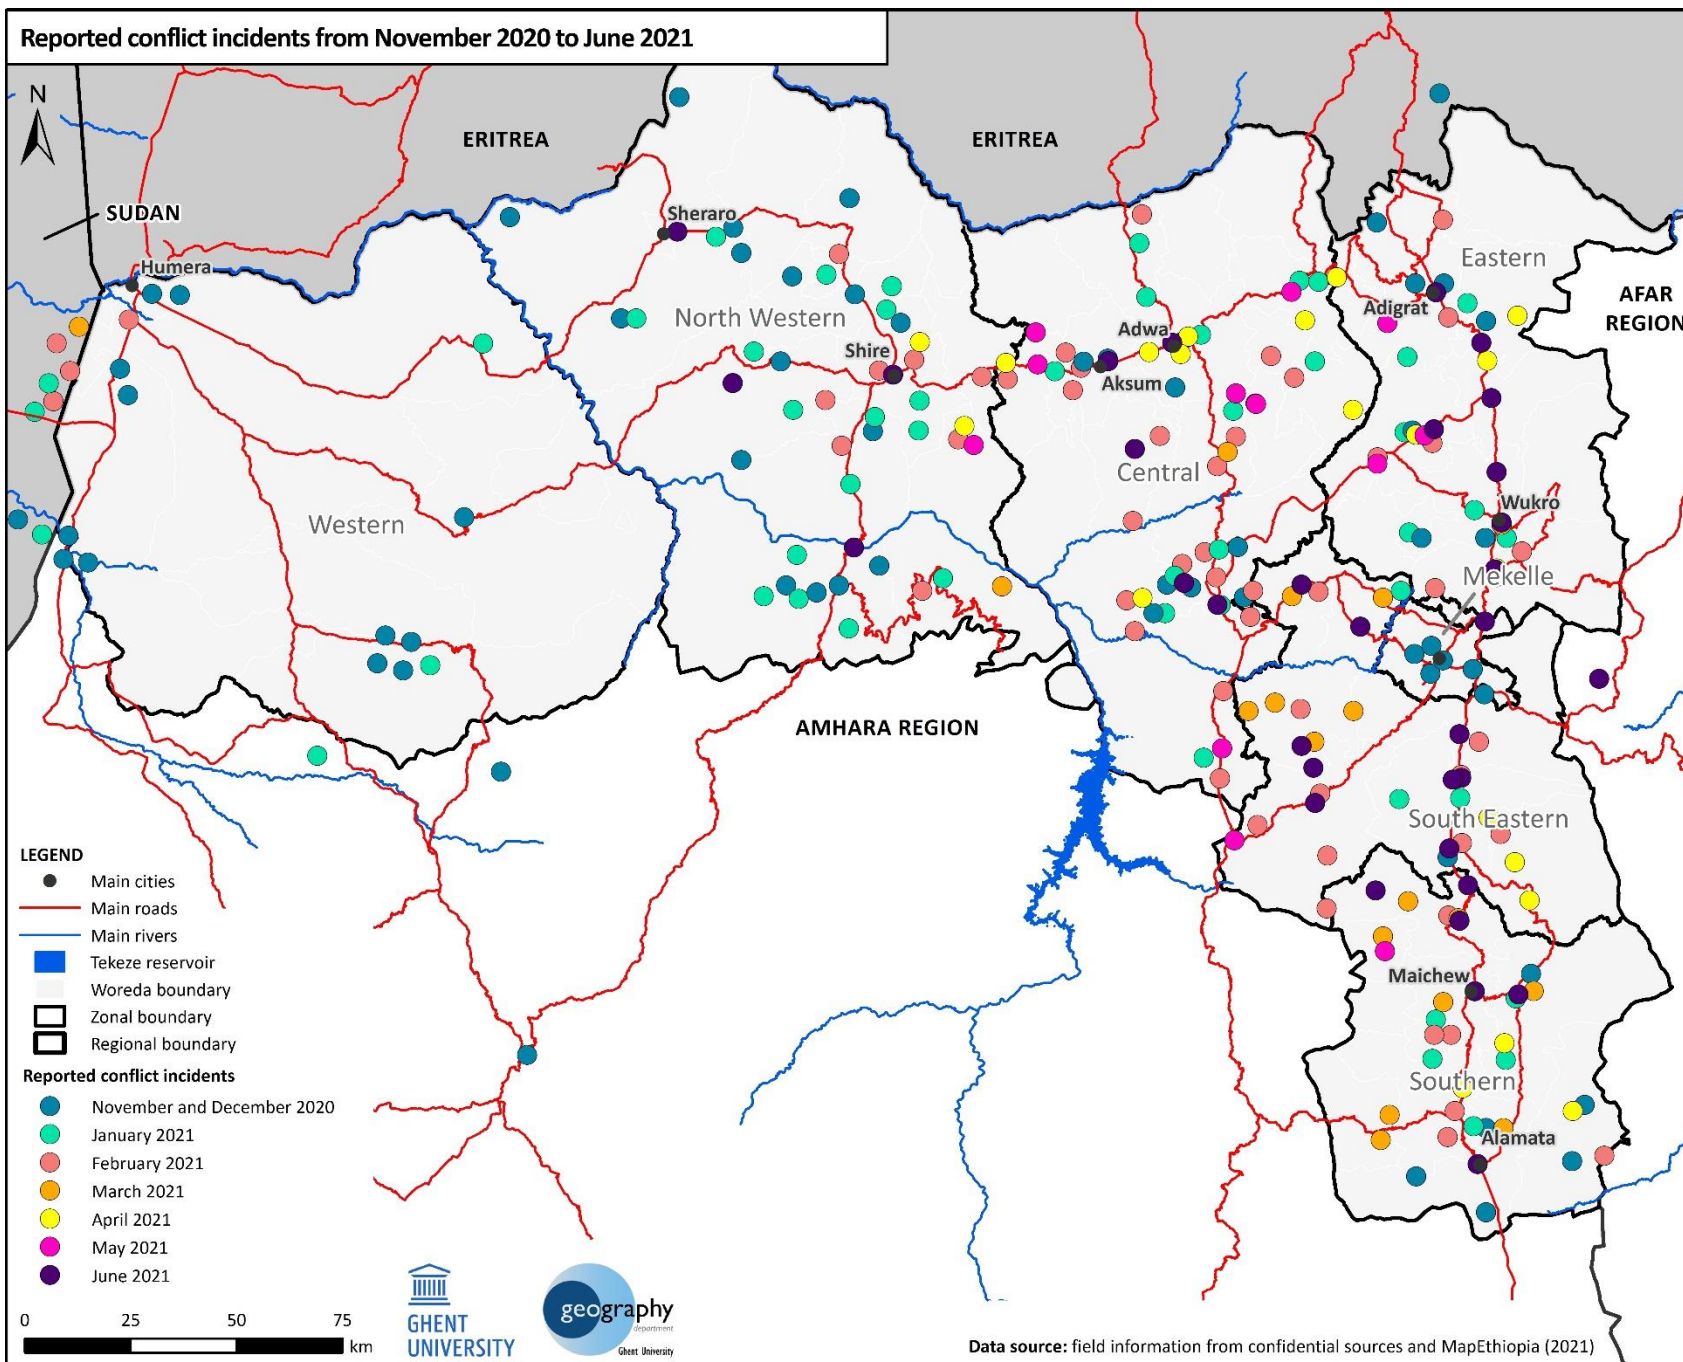 Reported conflict incidents from November 2020 to June 2021
N
ERITREA
ERITREA
SUDAN
Humera
Sheraro
North Western
Shire
Adwa
Aksum
Adigrat
Eastern
AFAR
REGION
Western
Central
Wukro
Mekelle
AMHARA REGION
South Eastern
Maichew
Southern
Alamata
LEGEND
Main cities
Main roads
Main rivers
Tekeze reservoir
Woreda boundary
Zonal boundary
Regional boundary
Reported conflict incidents
November and December 2020
January 2021
February 2021
March 2021
April 2021
May 2021
June 2021
0 25 50 75
km
GHENT
UNIVERSITY
geography
department
Ghent University
Data source: field information from confidential sources and MapEthiopia (2021)